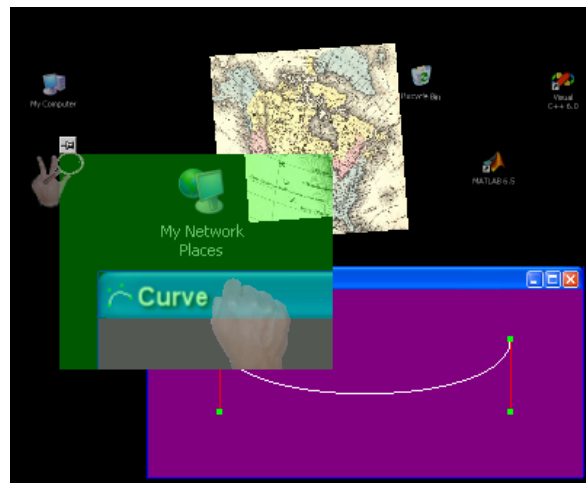 My Computer
Recycle Bin
Visual
C++ 6.0
MATLAB 6.5
My Network
Places
Curve